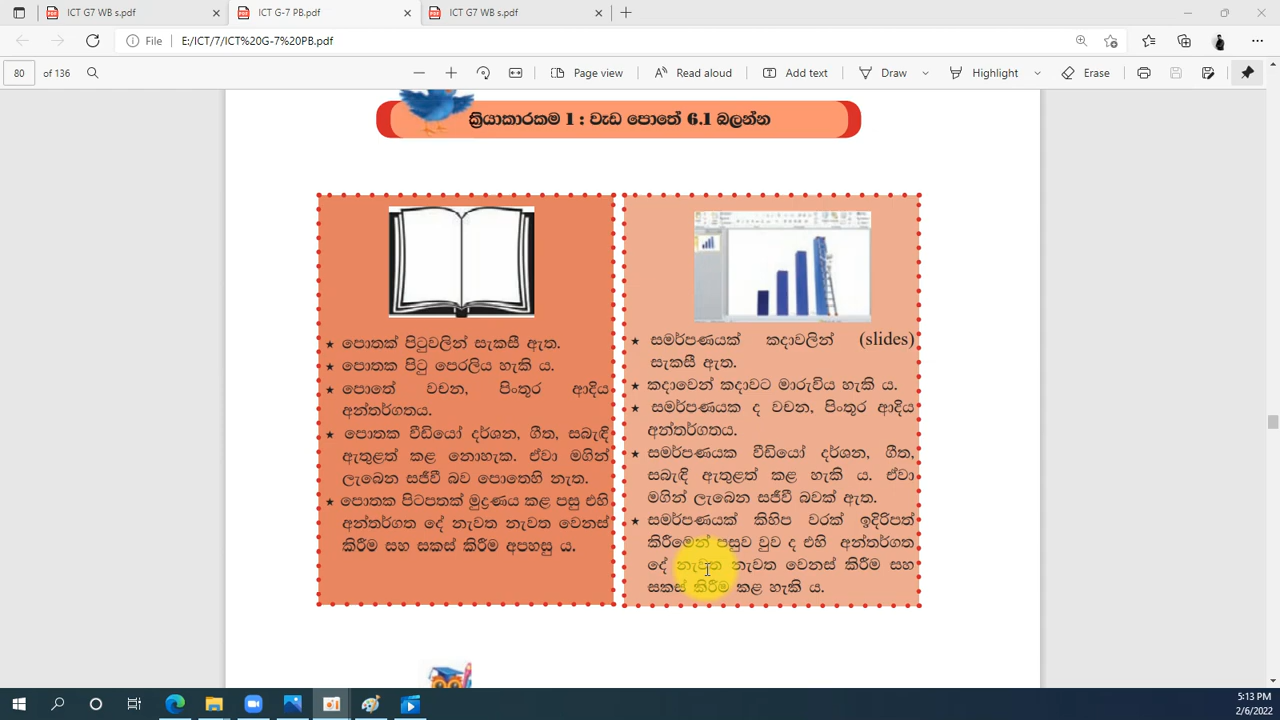 ICT G7 WB s.pdf
ICT G-7 PB.pdf
ICT G7 WB s.pdf
File E:/ICT/7/ICT%20G-7%20PB.pdf
80 of 136
Page view
Read aloud
Add text
Draw
Highlight
Erase
ක්‍රියාකාරකම 1 : වැඩ පොතේ 6.1 බලන්න
★ පොතක් පිටුවලින් සැකසී ඇත.
★ පොතක පිටු පෙරලිය හැකි ය.
★ පොතේ වචන, පිංතූර ආදිය
අන්තර්ගතය.
★ පොතක වීඩියෝ දර්ශන, ගීත, සබැඳි
ඇතුළත් කළ නොහැක. ඒවා මගින්
ලැබෙන සජීවී බව පොතෙහි නැත.
★ පොතක පිටපතක් මුද්‍රණය කළ පසු එහි
අන්තර්ගත දේ නැවත නැවත වෙනස්
කිරීම සහ සකස් කිරීම අපහසු ය.
★ සමර්පණයක් කදාවලින් (slides)
සැකසී ඇත.
★ කදාවෙන් කදාවට මාරුවිය හැකි ය.
★ සමර්පණයක ද වචන, පිංතූර ආදිය
අන්තර්ගතය.
★ සමර්පණයක වීඩියෝ දර්ශන, ගීත,
සබැඳි ඇතුළත් කළ හැකි ය. ඒවා
මගින් ලැබෙන සජීවී බවක් ඇත.
★ සමර්පණයක් කිහිප වරක් ඉදිරිපත්
කිරීමෙන් පසුව වුව ද එහි අන්තර්ගත
දේ නැවත නැවත වෙනස් කිරීම සහ
සකස් කිරීම කළ හැකි ය.
5:13 PM
2/6/2022